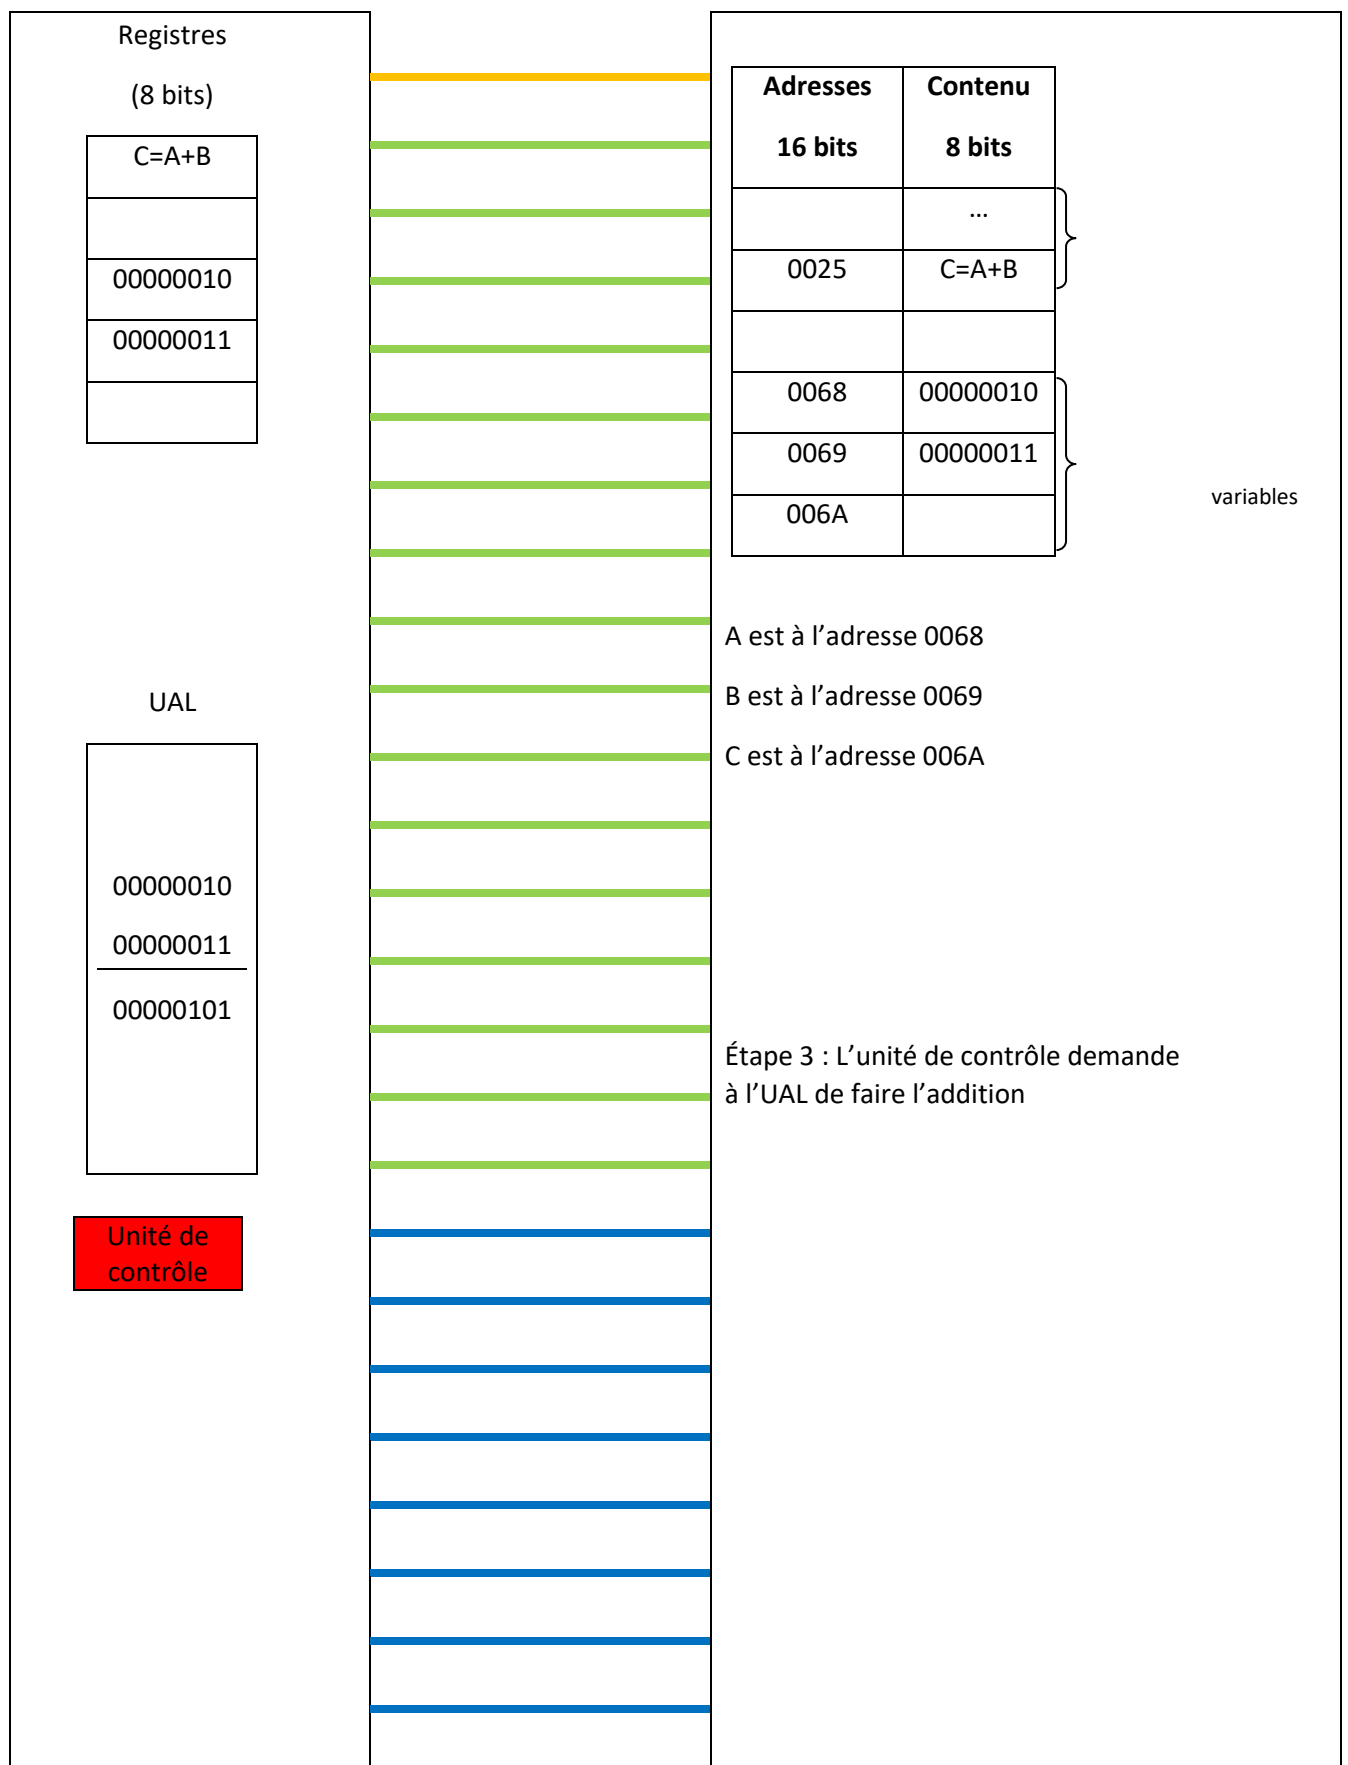 Registres
(8 bits)
C=A+B
00000010
00000011
UAL
00000010
00000011
00000101
Unité de
contrôle
Adresses Contenu
16 bits 8 bits
...
0025 C=A+B
0068 00000010
0069 00000011
006A
variables
A est à l’adresse 0068
B est à l’adresse 0069
C est à l’adresse 006A
Étape 3 : L’unité de contrôle demande
à l’UAL de faire l’addition